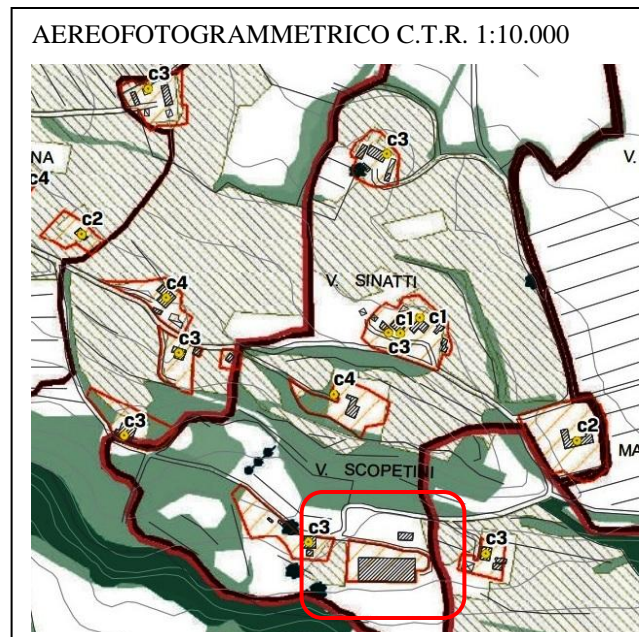 AEREOFOTOGRAMMETRICO C.T.R. 1:10.000
c3
c3
NA
V.
c4
c2
c4
V. SINATTI
c1 c1
c3
c3
c4
c3
c2
MA
V. SCOPETINI
c3
c3